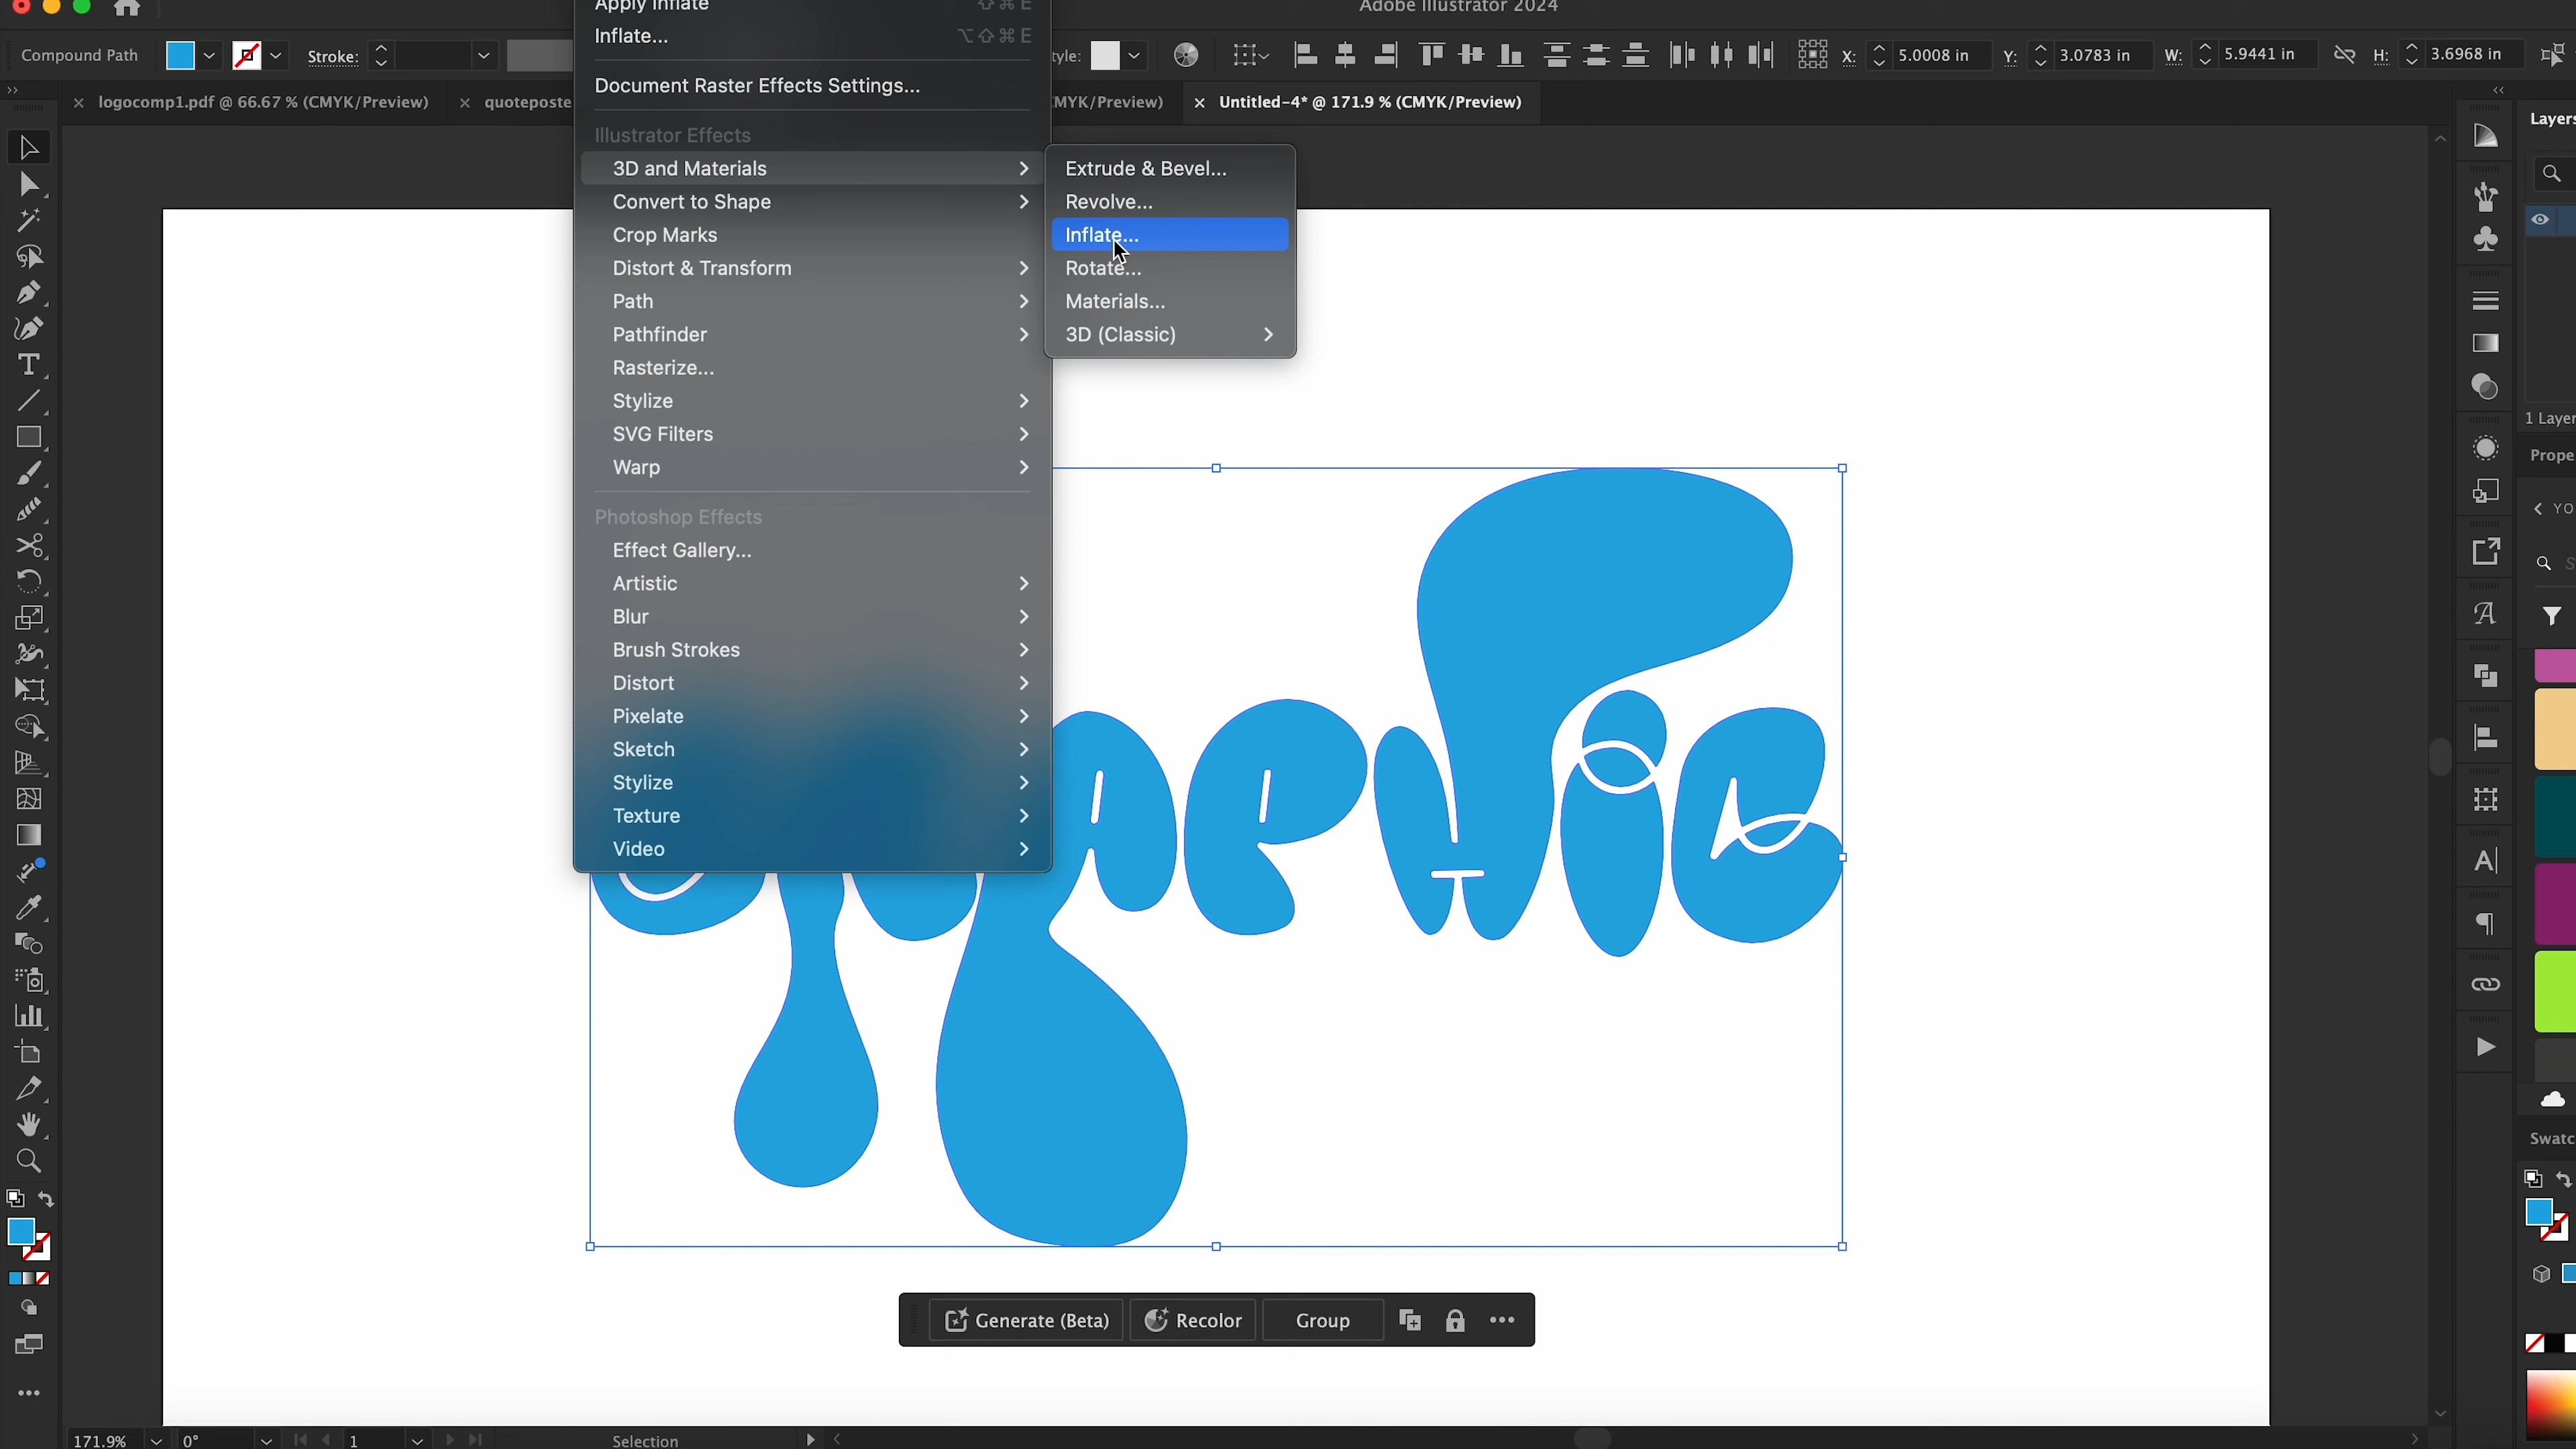 Apply Inflate ⇧⌘E
Adobe Illustrator 2024
Inflate... ⌥⇧⌘E
Compound Path
Stroke:
tyle:
X: 5.0008 in
Y: 3.0783 in
W: 5.9441 in
H: 3.6968 in
Document Raster Effects Settings...
logocomp1.pdf @ 66.67 % (CMYK/Preview)
quoteposte
MYK/Preview)
Untitled-4* @ 171.9 % (CMYK/Preview)
Layers
Illustrator Effects
3D and Materials
Convert to Shape
Crop Marks
Distort & Transform
Path
Pathfinder
Rasterize...
Stylize
SVG Filters
Warp
Extrude & Bevel...
Revolve...
Inflate...
Rotate...
Materials...
3D (Classic)
1 Layer
Prope
YO
Photoshop Effects
Effect Gallery...
Artistic
Blur
Brush Strokes
Distort
Pixelate
Sketch
Stylize
Texture
Video
Swatc
Generate (Beta)
Recolor
Group
171.9%
0°
1
Selection